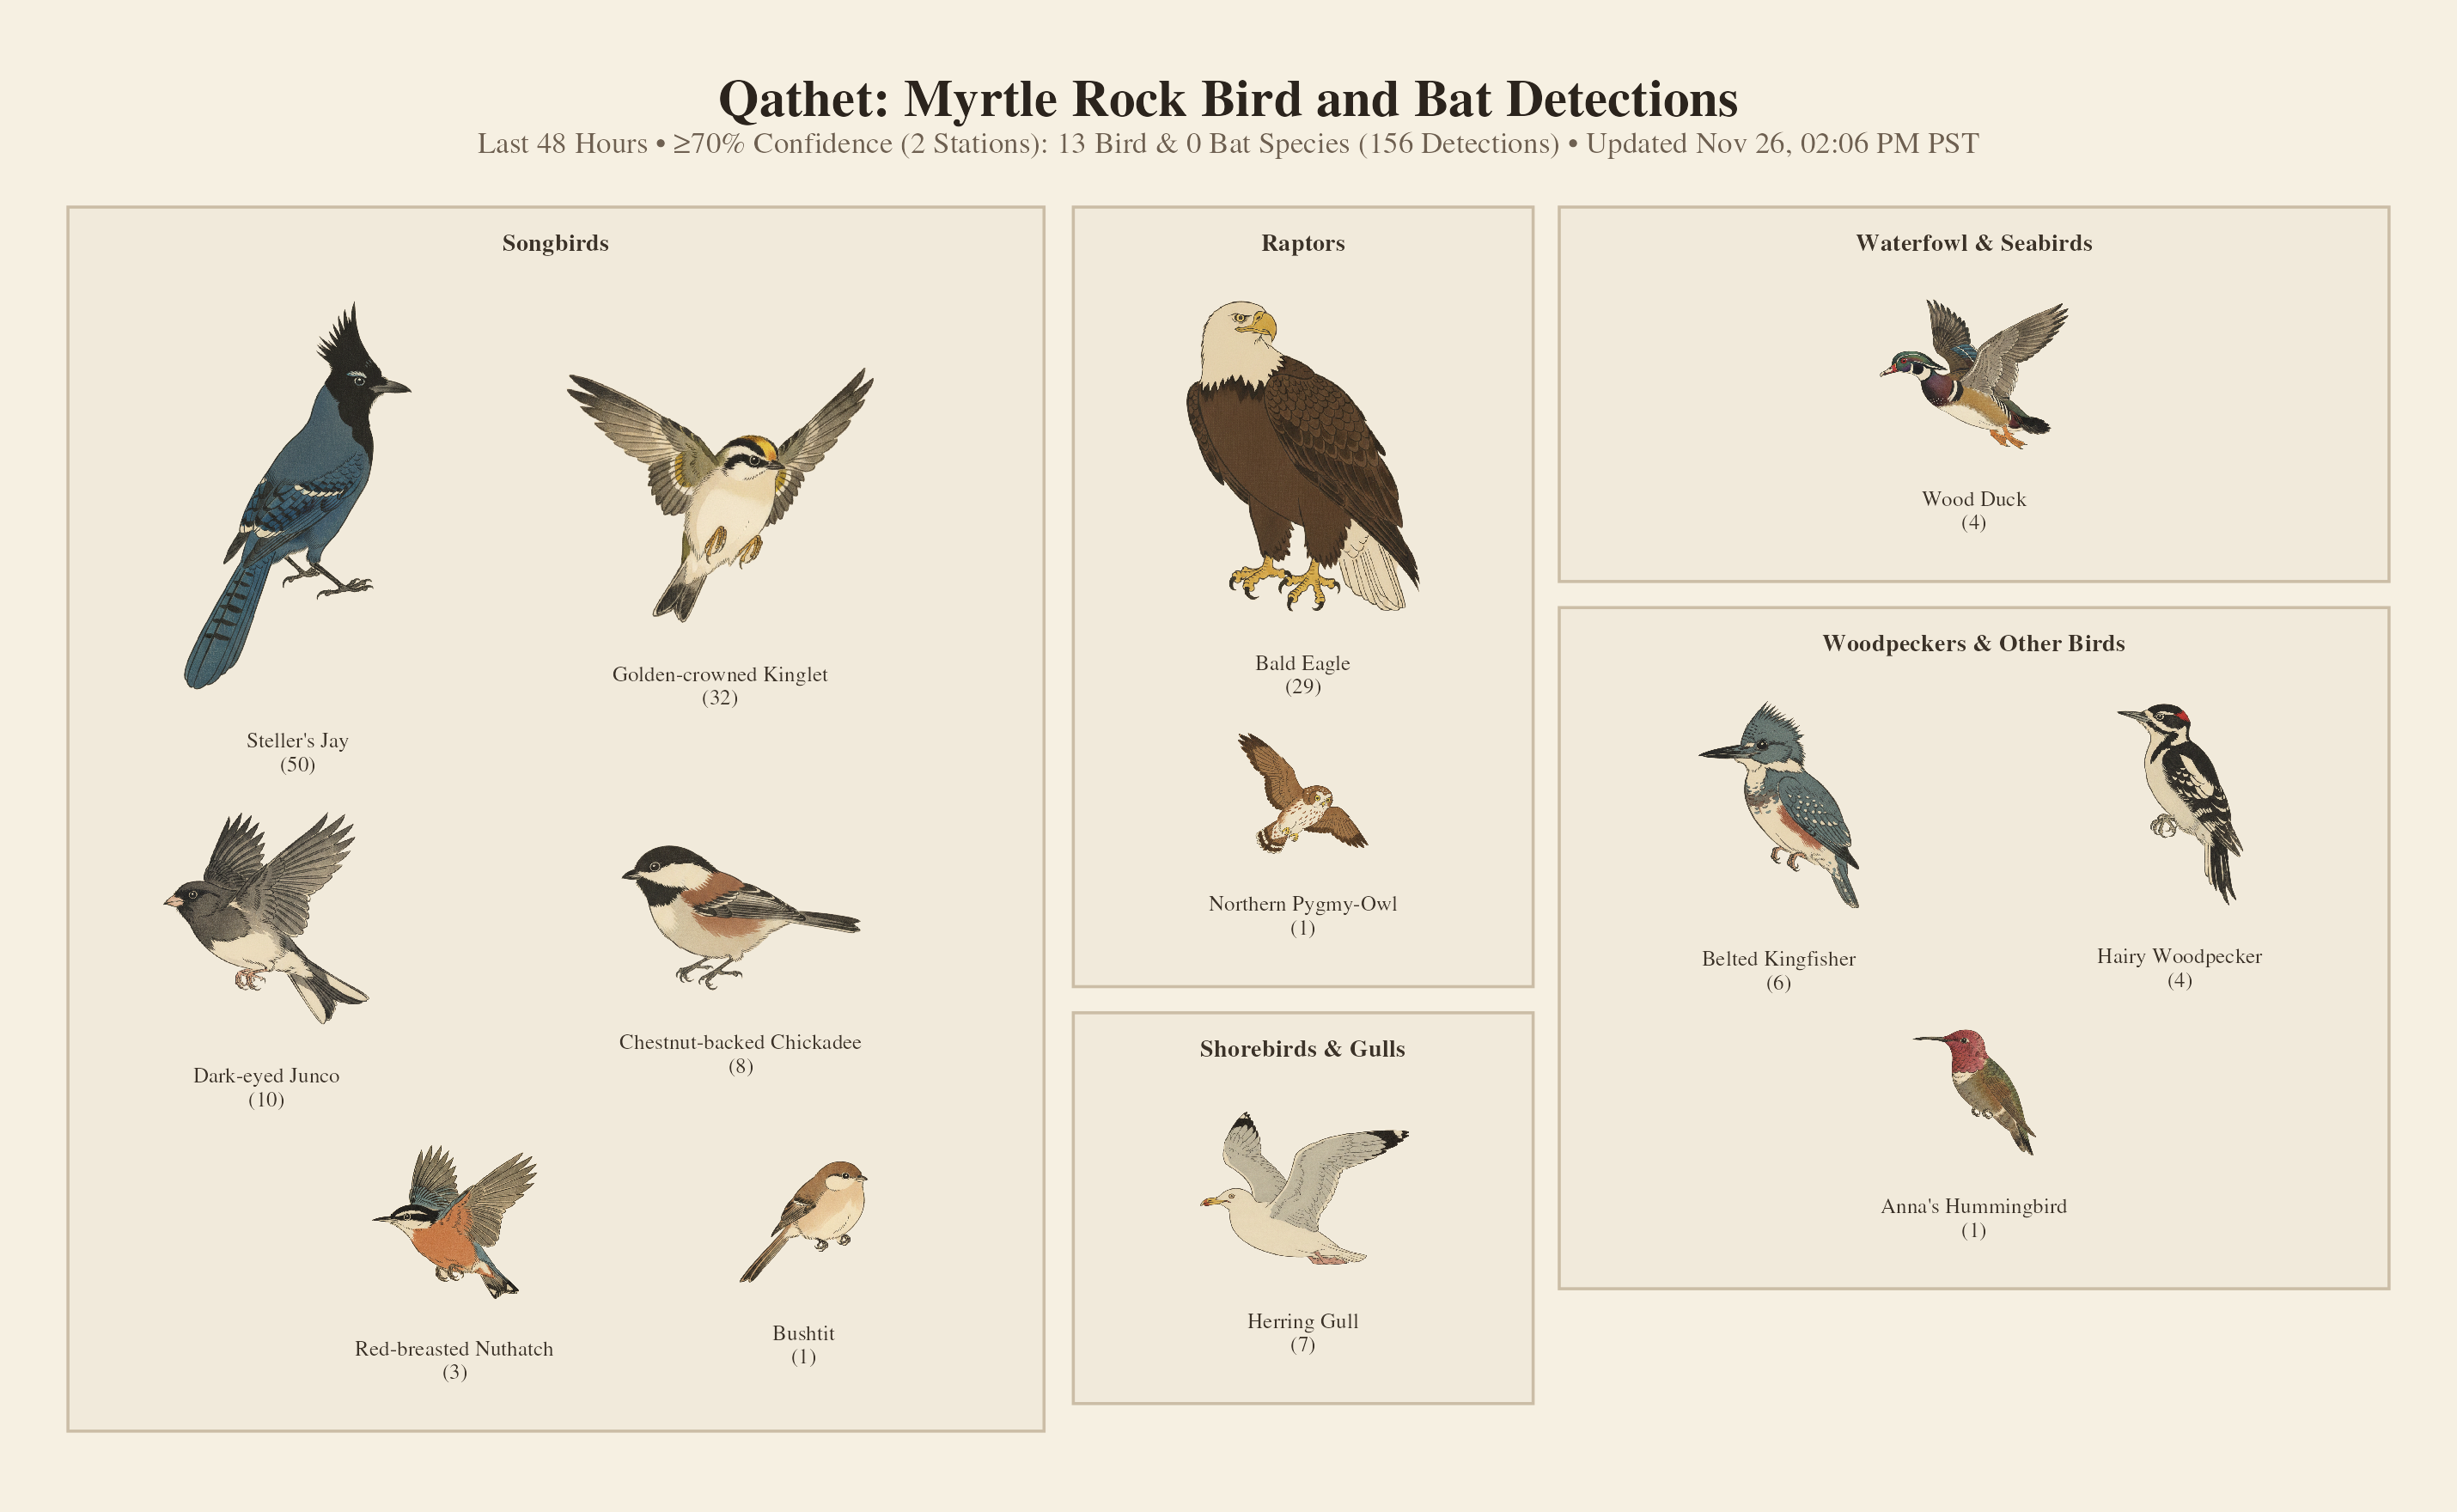 Qathet: Myrtle Rock Bird and Bat Detections
Last 48 Hours • ≥70% Confidence (2 Stations): 13 Bird & 0 Bat Species (156 Detections) • Updated Nov 26, 02:06 PM PST
Songbirds
Steller's Jay
(50)
Golden-crowned Kinglet
(32)
Dark-eyed Junco
(10)
Chestnut-backed Chickadee
(8)
Red-breasted Nuthatch
(3)
Bushtit
(1)
Raptors
Bald Eagle
(29)
Northern Pygmy-Owl
(1)
Shorebirds & Gulls
Herring Gull
(7)
Waterfowl & Seabirds
Wood Duck
(4)
Woodpeckers & Other Birds
Belted Kingfisher
(6)
Hairy Woodpecker
(4)
Anna's Hummingbird
(1)